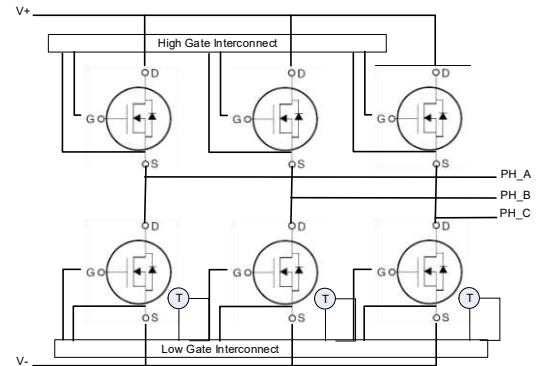 V+
High Gate Interconnect
D D D
G G G
S S S
PH_A
PH_B
PH_C
D D D
G G G
T T T
S S S
Low Gate Interconnect
V-